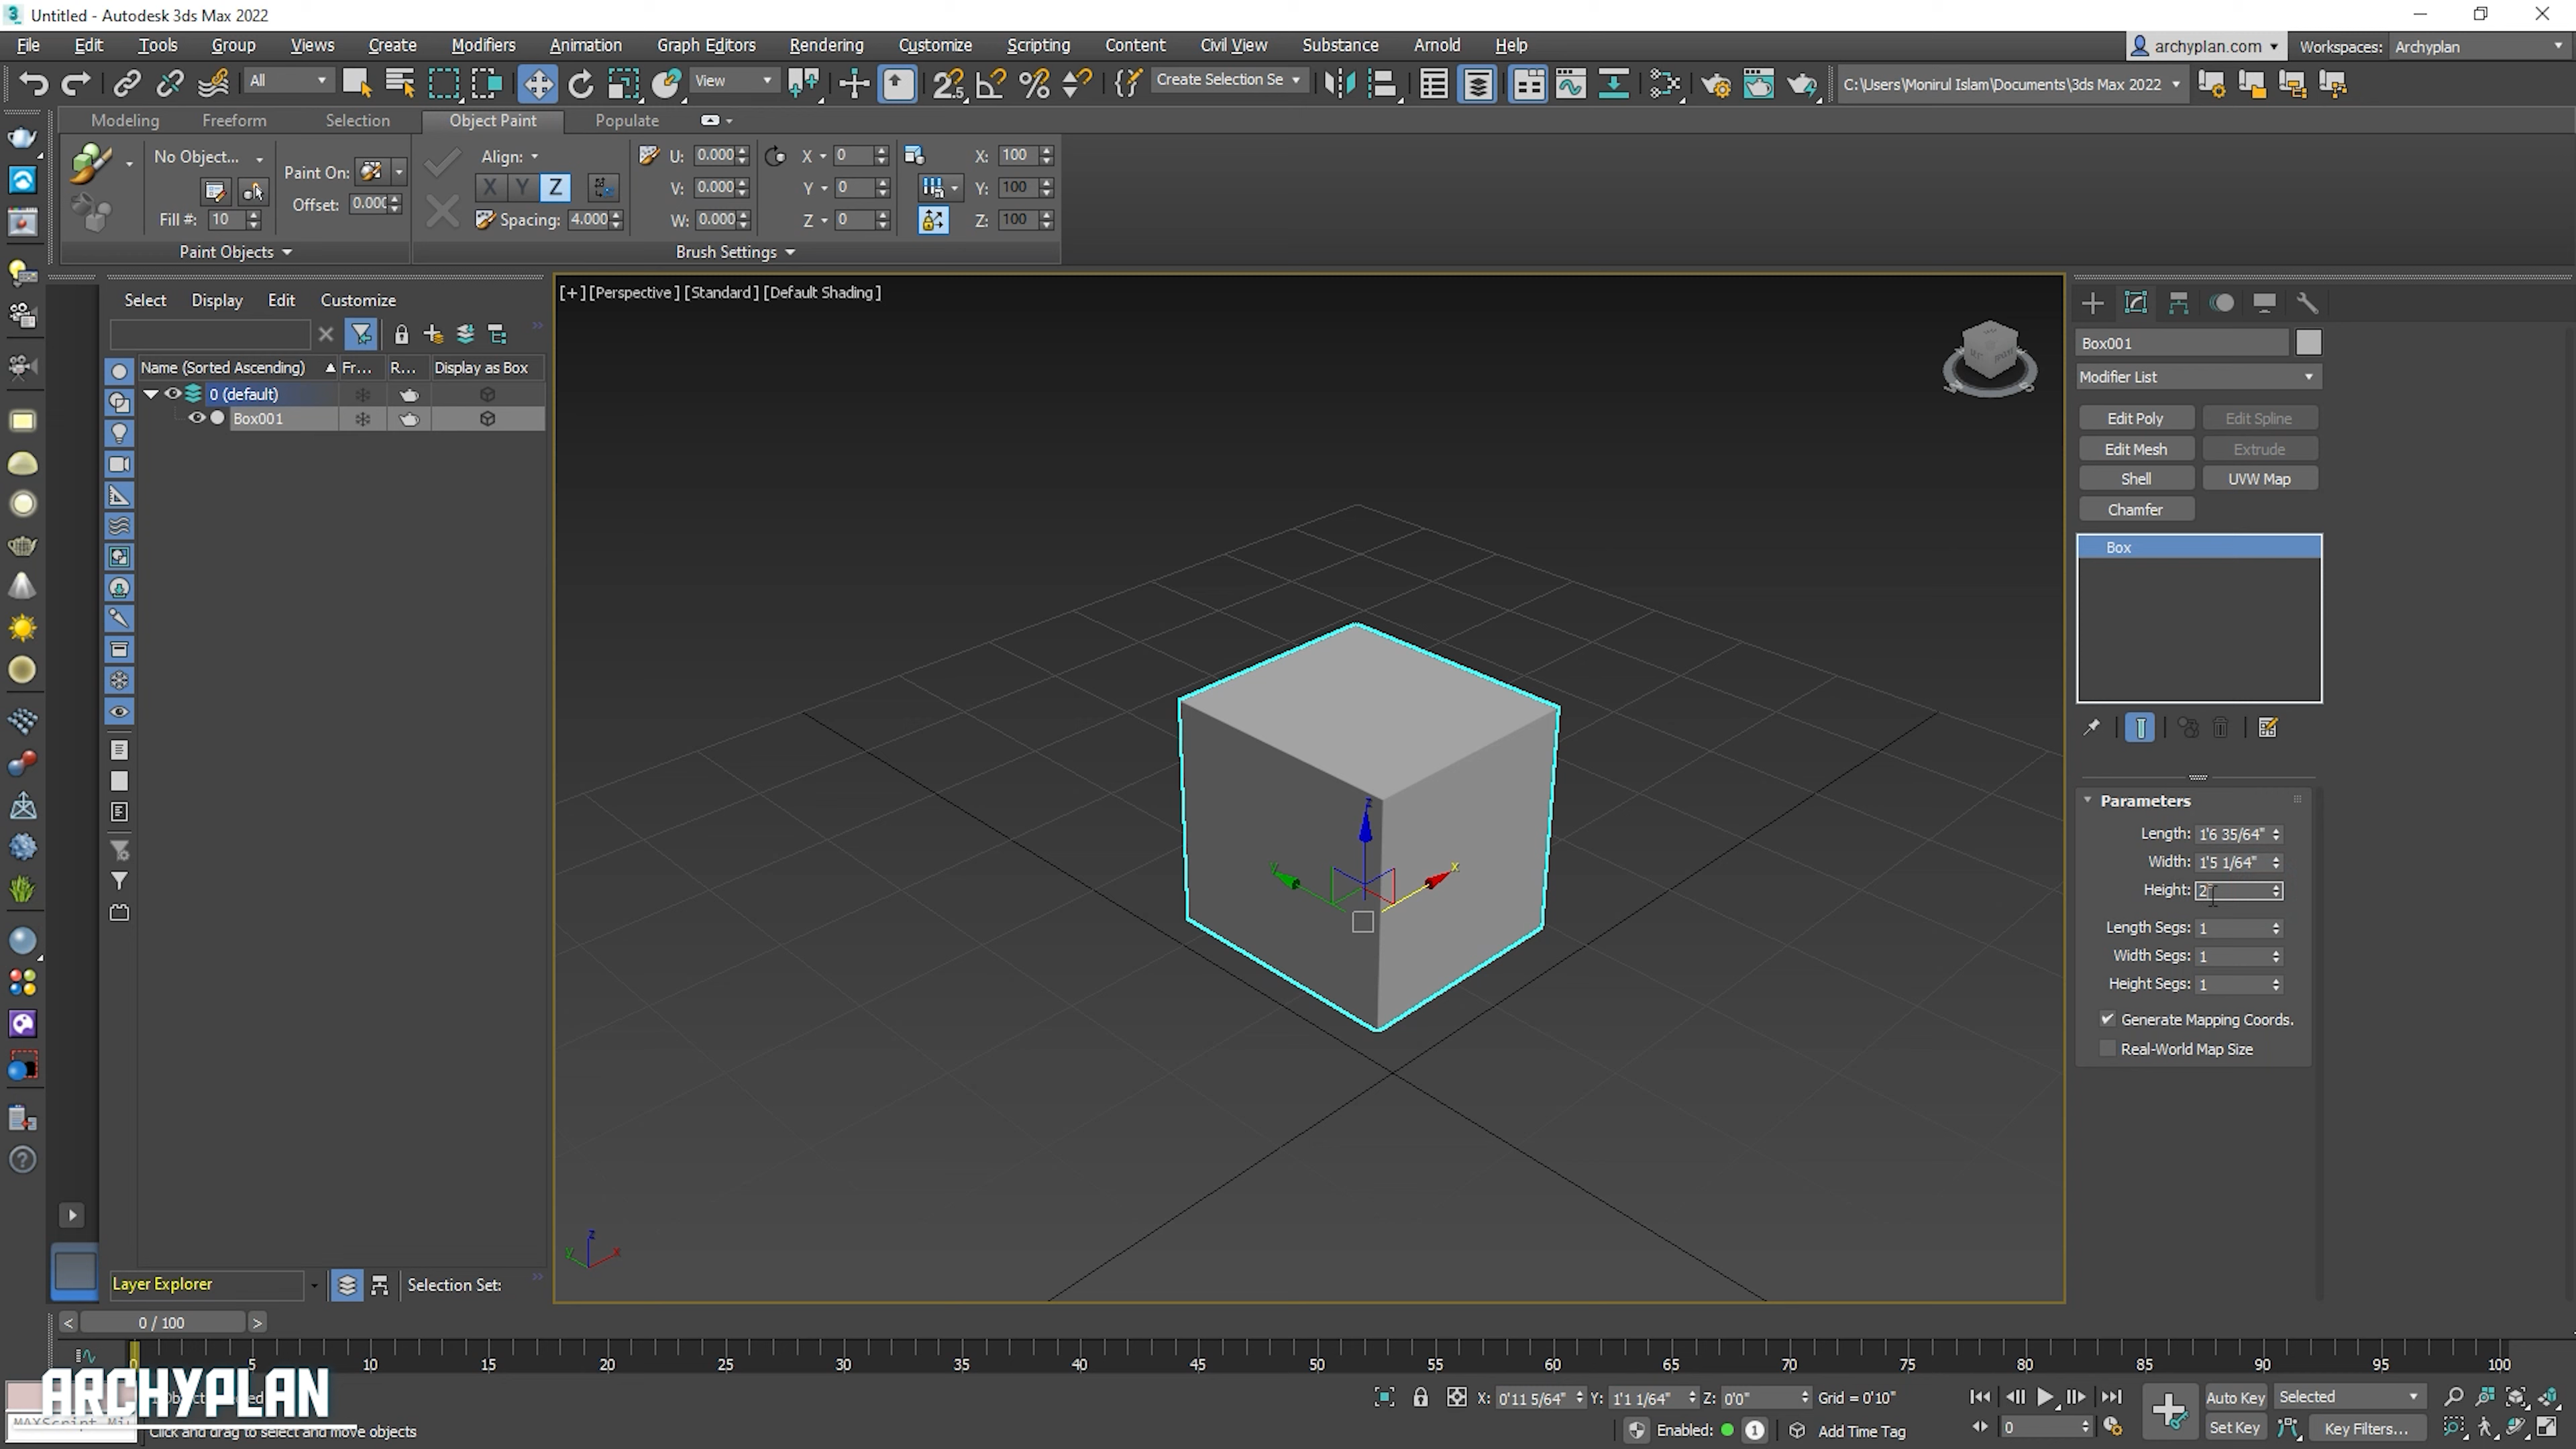 Untitled - Autodesk 3ds Max 2022
File Edit Tools Group Views Create Modifiers Animation Graph Editors Rendering Customize Scripting Content Civil View Substance Arnold Help
archyplan.com Workspaces: Archyplan
All View Create Selection Se C:\Users\Monirul Islam\Documents\3ds Max 2022
Modeling Freeform Selection Object Paint Populate
No Object... Paint On: Align: U: 0.000 X 0 X: 100
X Y Z V: 0.000 Y 0 Y: 100
Fill #: 10 Offset: 0.000 Spacing: 4.000 W: 0.000 Z 0 Z: 100
Paint Objects Brush Settings
Select Display Edit Customize
[+] [Perspective] [Standard] [Default Shading]
Name (Sorted Ascending) Fr... R... Display as Box
0 (default)
Box001
Box001
Modifier List
Edit Poly Edit Spline
Edit Mesh Extrude
Shell UVW Map
Chamfer
Box
Parameters
Length: 1'6 35/64"
Width: 1'5 1/64"
Height: 2
Length Segs: 1
Width Segs: 1
Height Segs: 1
Generate Mapping Coords.
Real-World Map Size
z
y
x
z
y
x
Layer Explorer Selection Set:
< 0 / 100 >
0 5 10 15 20 25 30 35 40 45 50 55 60 65 70 75 80 85 90 95 100
ARCHYPLAN
X: 0'11 5/64" Y: 1'1 1/64" Z: 0'0" Grid = 0'10" Auto Key Selected
MAXScript Mi
Click and drag to select and move objects
Enabled: 1 Add Time Tag 0 Set Key Key Filters...